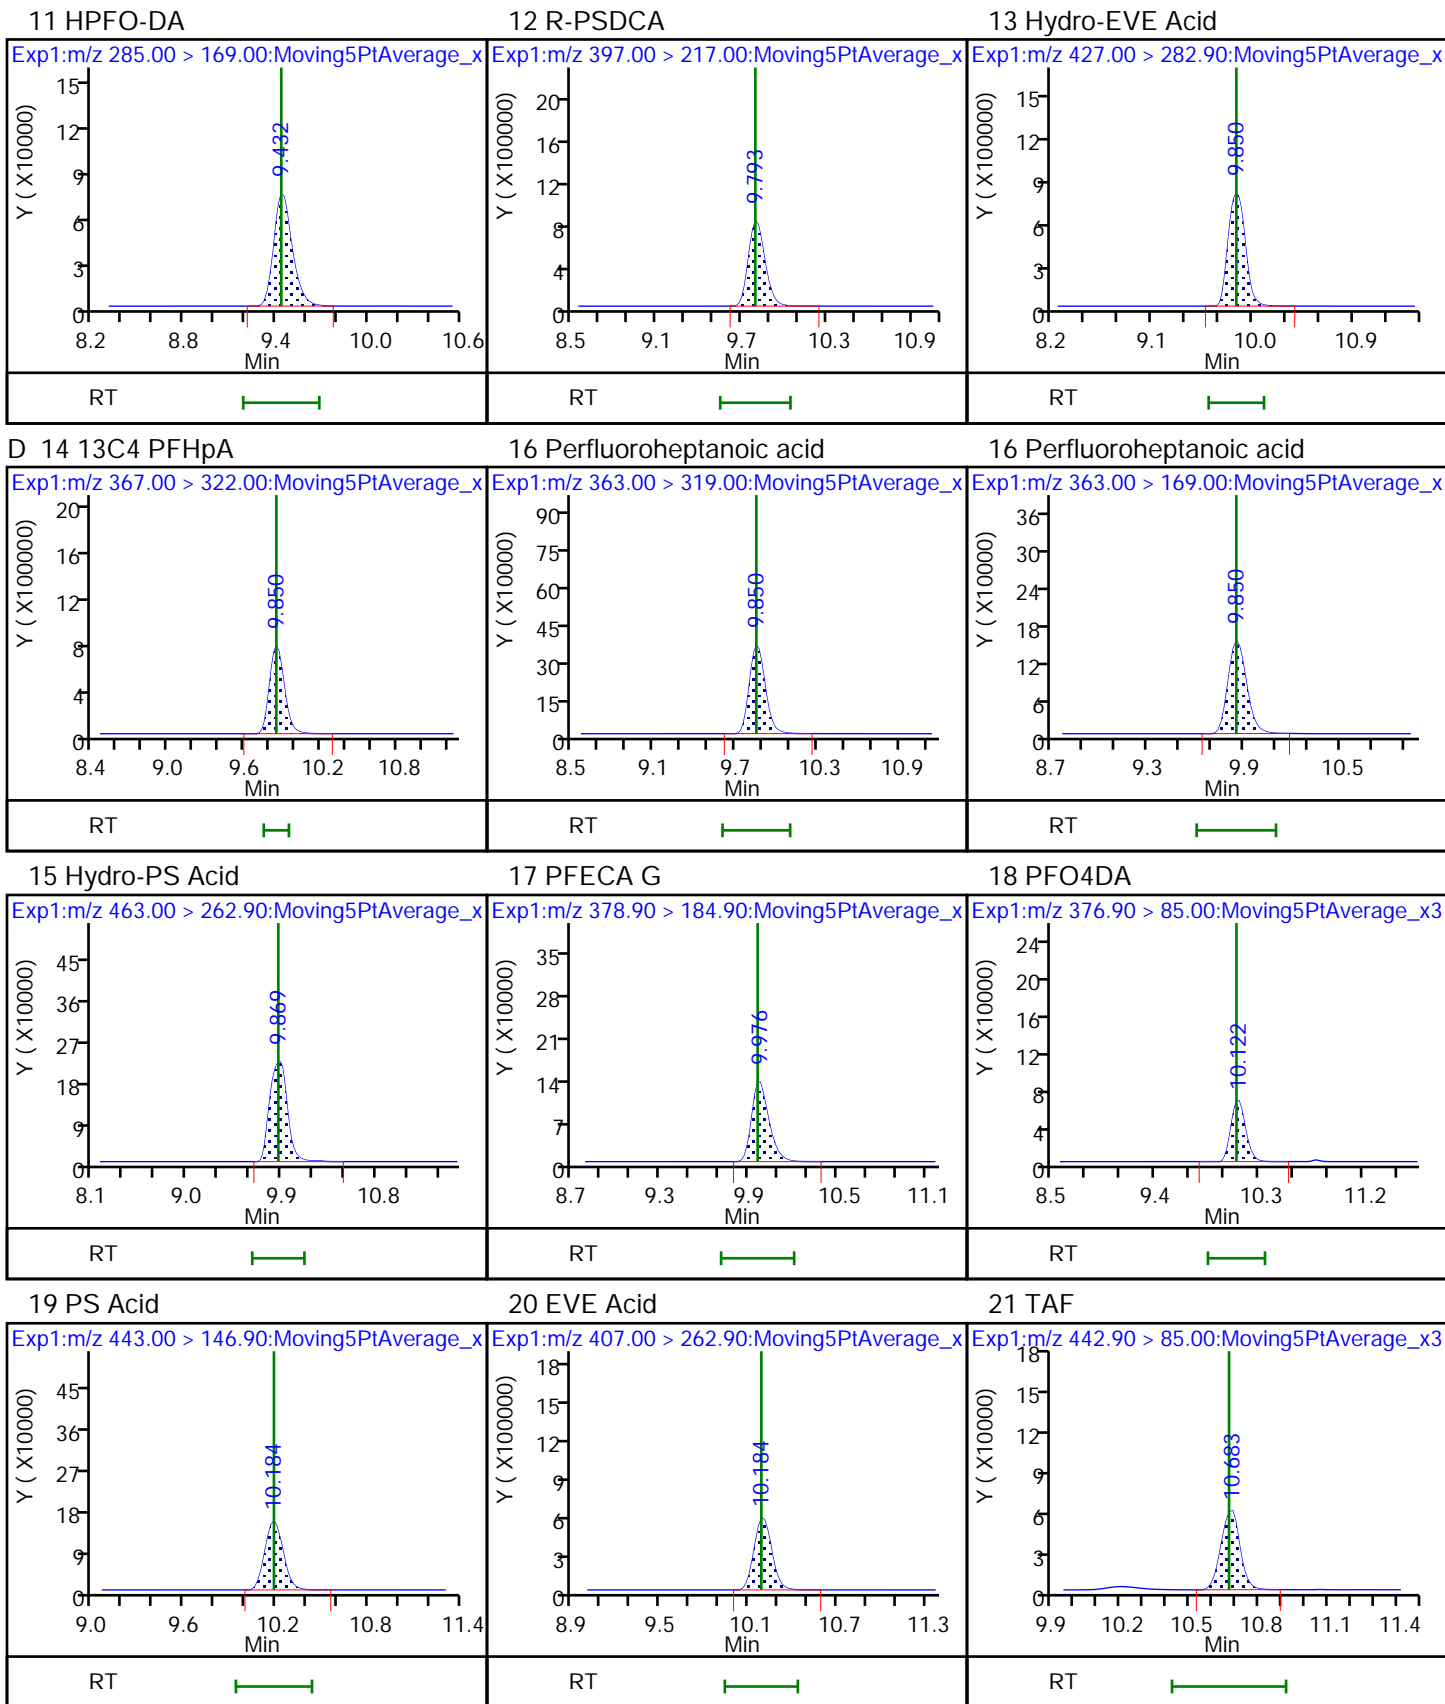 11 HPFO-DA
Exp1:m/z 285.00 > 169.00:Moving5PtAverage_x
Y ( X100000)
15
12
9
6
3
0
9.432
8.2 8.8 9.4 10.0 10.6
Min
RT
12 R-PSDCA
Exp1:m/z 397.00 > 217.00:Moving5PtAverage_x
Y ( X100000)
20
16
12
8
4
0
9.793
8.5 9.1 9.7 10.3 10.9
Min
RT
13 Hydro-EVE Acid
Exp1:m/z 427.00 > 282.90:Moving5PtAverage_x
Y ( X100000)
15
12
9
6
3
0
9.850
8.2 9.1 10.0 10.9
Min
RT
D 14 13C4 PFHpA
Exp1:m/z 367.00 > 322.00:Moving5PtAverage_x
Y ( X100000)
20
16
12
8
4
0
9.850
8.4 9.0 9.6 10.2 10.8
Min
RT
16 Perfluoroheptanoic acid
Exp1:m/z 363.00 > 319.00:Moving5PtAverage_x
Y ( X10000)
90
75
60
45
30
15
0
9.850
8.5 9.1 9.7 10.3 10.9
Min
RT
16 Perfluoroheptanoic acid
Exp1:m/z 363.00 > 169.00:Moving5PtAverage_x
Y ( X10000)
36
30
24
18
12
6
0
9.850
8.7 9.3 9.9 10.5
Min
RT
15 Hydro-PS Acid
Exp1:m/z 463.00 > 262.90:Moving5PtAverage_x
Y ( X10000)
45
36
27
18
9
0
9.869
8.1 9.0 9.9 10.8
Min
RT
17 PFECA G
Exp1:m/z 378.90 > 184.90:Moving5PtAverage_x
Y ( X10000)
35
28
21
14
7
0
9.976
8.7 9.3 9.9 10.5 11.1
Min
RT
18 PFO4DA
Exp1:m/z 376.90 > 85.00:Moving5PtAverage_x3
Y ( X10000)
24
20
16
12
8
4
0
10.122
8.5 9.4 10.3 11.2
Min
RT
19 PS Acid
Exp1:m/z 443.00 > 146.90:Moving5PtAverage_x
Y ( X10000)
45
36
27
18
9
0
10.184
9.0 9.6 10.2 10.8 11.4
Min
RT
20 EVE Acid
Exp1:m/z 407.00 > 262.90:Moving5PtAverage_x
Y ( X100000)
18
15
12
9
6
3
0
10.184
8.9 9.5 10.1 10.7 11.3
Min
RT
21 TAF
Exp1:m/z 442.90 > 85.00:Moving5PtAverage_x3
Y ( X10000)
18
15
12
9
6
3
0
10.683
9.9 10.2 10.5 10.8 11.1 11.4
Min
RT